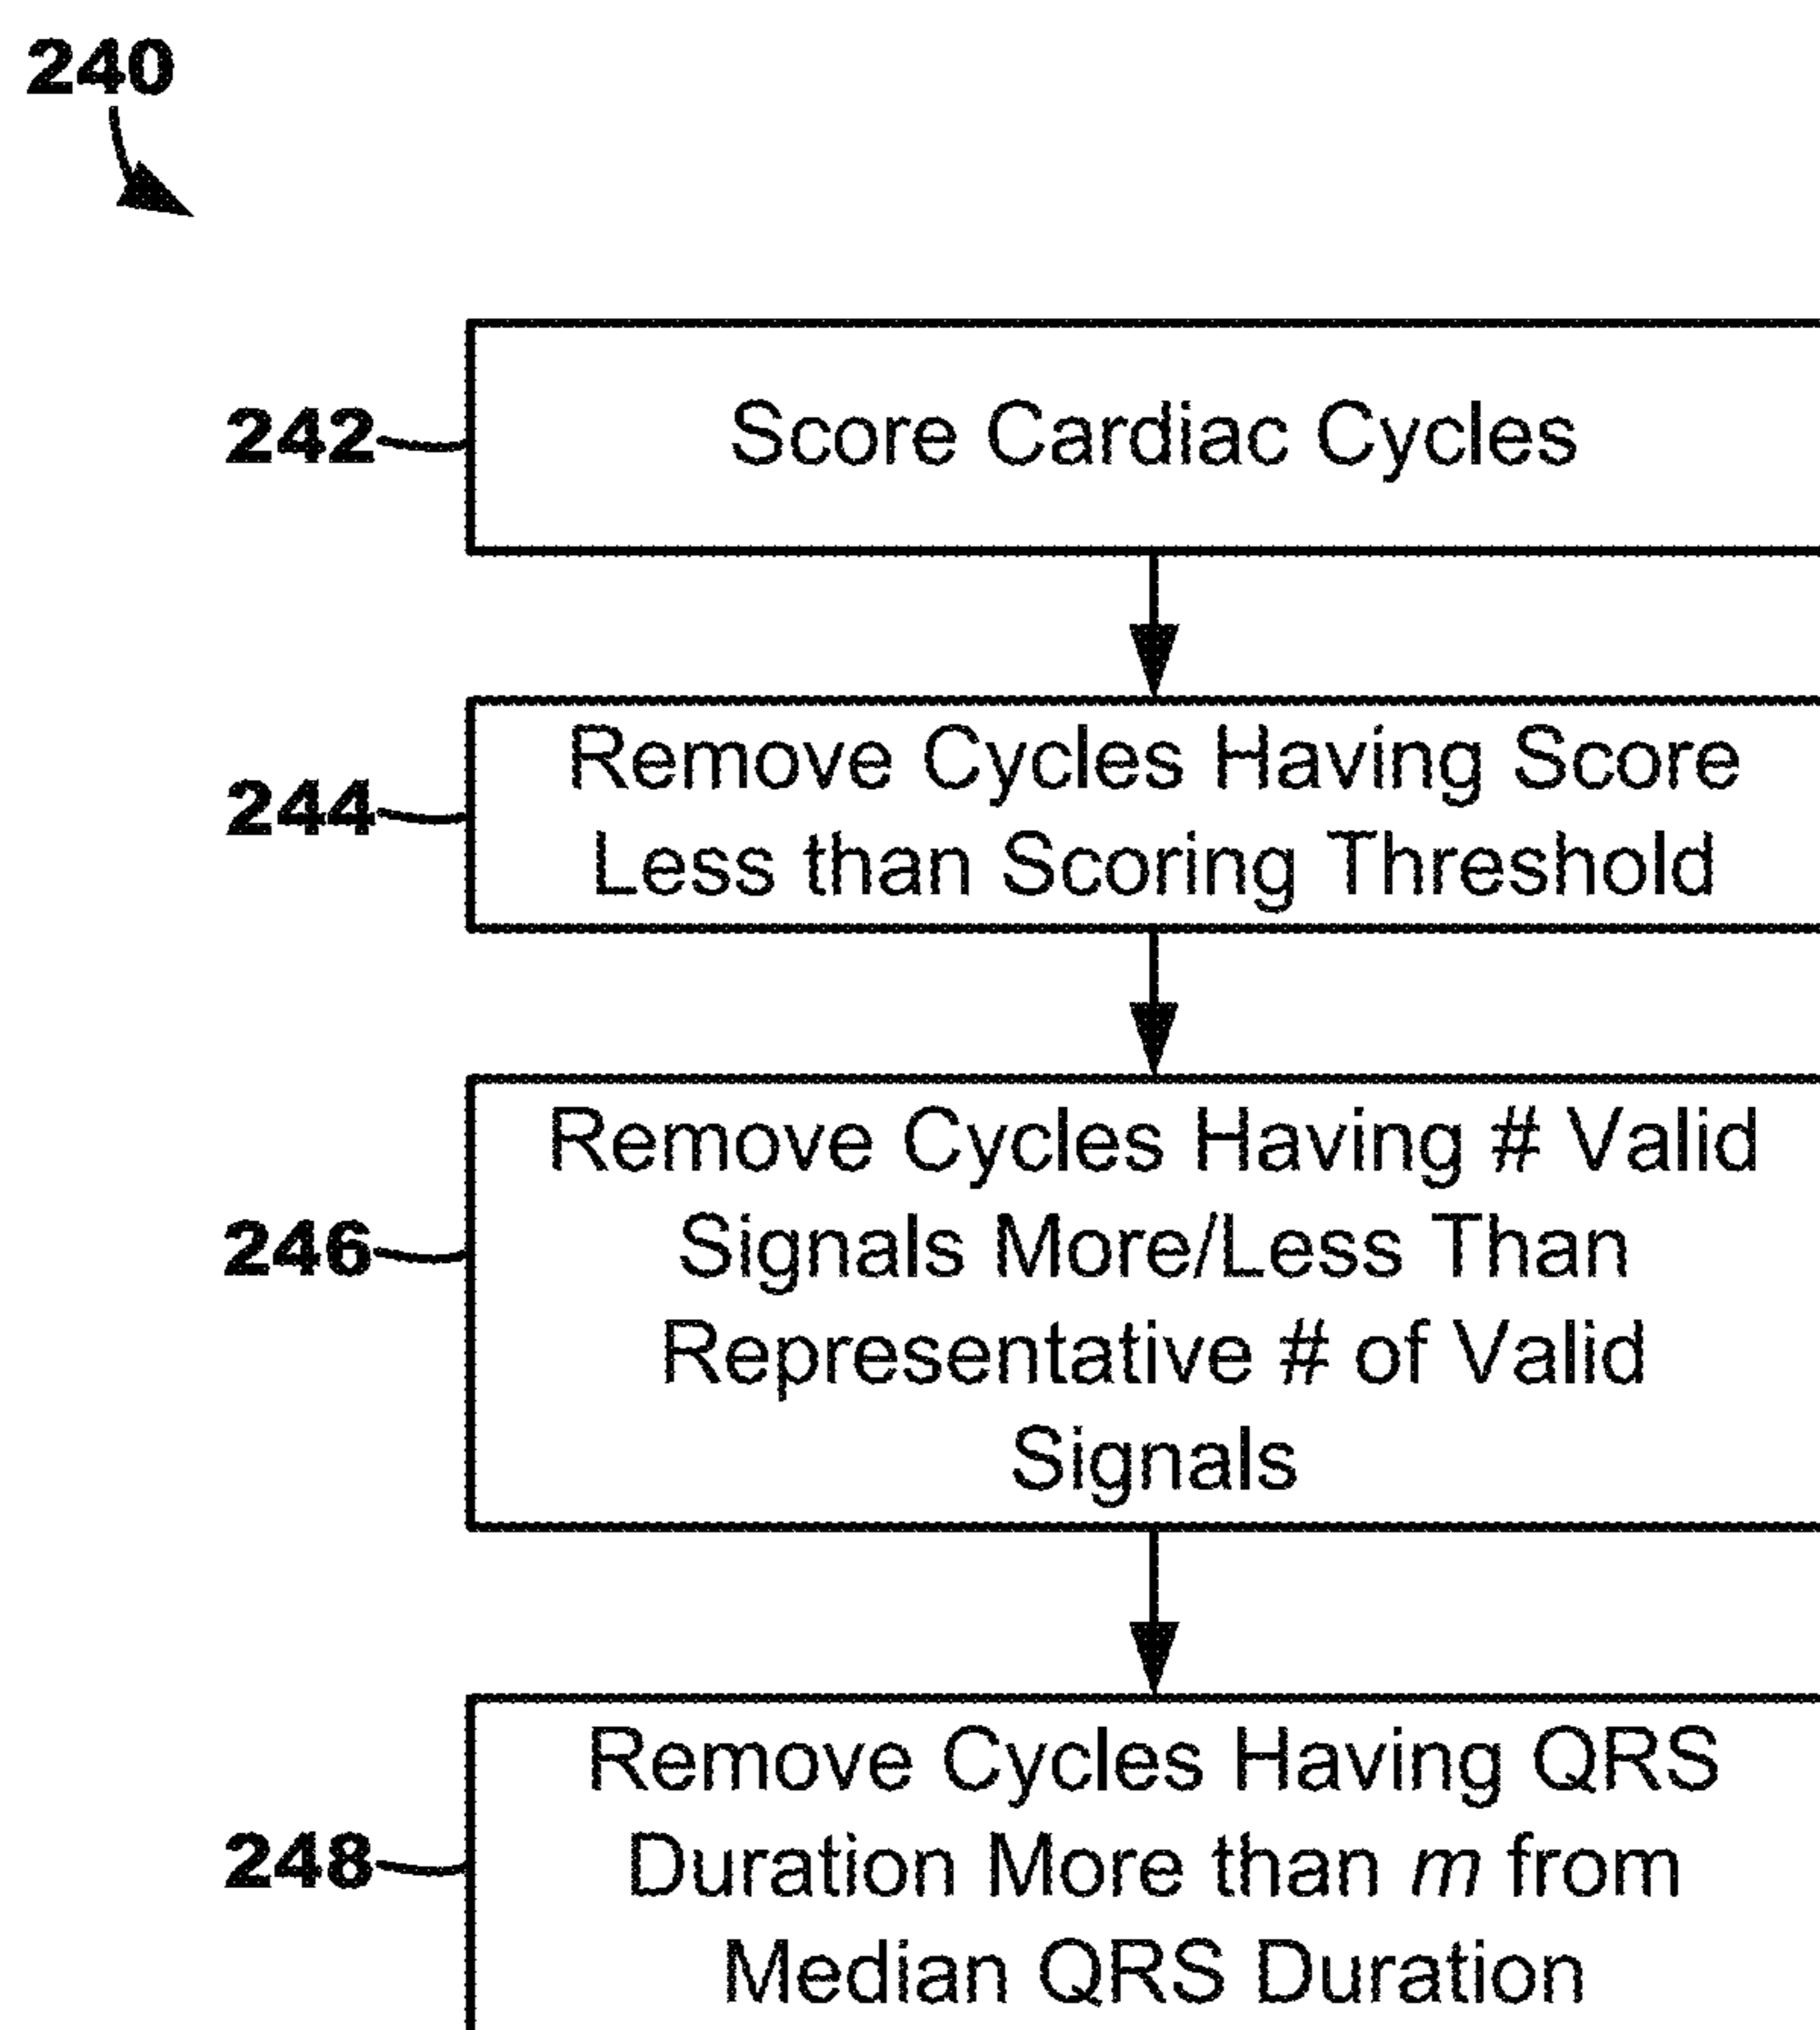 240
242
Score Cardiac Cycles
244
Remove Cycles Having Score
Less than Scoring Threshold
246
Remove Cycles Having # Valid
Signals More/Less Than
Representative # of Valid
Signals
248
Remove Cycles Having QRS
Duration More than m from
Median QRS Duration